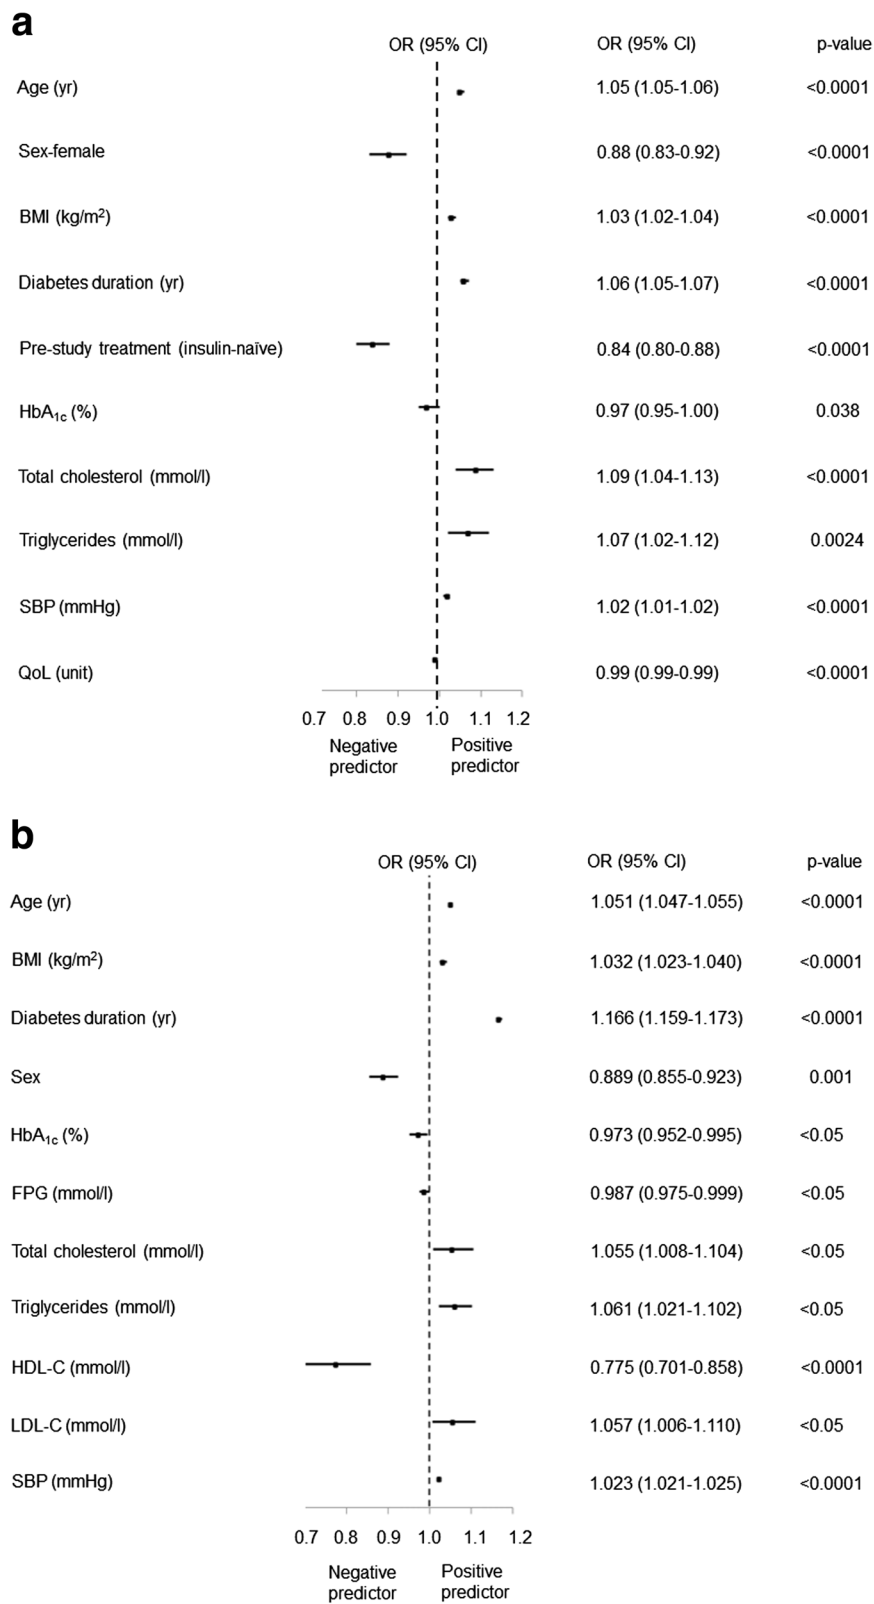 a
OR (95% CI) OR (95% CI) p-value
Age (yr) 1.05 (1.05-1.06) <0.0001
Sex-female 0.88 (0.83-0.92) <0.0001
BMI (kg/m²) 1.03 (1.02-1.04) <0.0001
Diabetes duration (yr) 1.06 (1.05-1.07) <0.0001
Pre-study treatment (insulin-naïve) 0.84 (0.80-0.88) <0.0001
HbA1c (%) 0.97 (0.95-1.00) 0.038
Total cholesterol (mmol/l) 1.09 (1.04-1.13) <0.0001
Triglycerides (mmol/l) 1.07 (1.02-1.12) 0.0024
SBP (mmHg) 1.02 (1.01-1.02) <0.0001
QoL (unit) 0.99 (0.99-0.99) <0.0001
0.7 0.8 0.9 1.0 1.1 1.2
Negative Positive
predictor predictor
b
OR (95% CI) OR (95% CI) p-value
Age (yr) 1.051 (1.047-1.055) <0.0001
BMI (kg/m²) 1.032 (1.023-1.040) <0.0001
Diabetes duration (yr) 1.166 (1.159-1.173) <0.0001
Sex 0.889 (0.855-0.923) 0.001
HbA1c (%) 0.973 (0.952-0.995) <0.05
FPG (mmol/l) 0.987 (0.975-0.999) <0.05
Total cholesterol (mmol/l) 1.055 (1.008-1.104) <0.05
Triglycerides (mmol/l) 1.061 (1.021-1.102) <0.05
HDL-C (mmol/l) 0.775 (0.701-0.858) <0.0001
LDL-C (mmol/l) 1.057 (1.006-1.110) <0.05
SBP (mmHg) 1.023 (1.021-1.025) <0.0001
0.7 0.8 0.9 1.0 1.1 1.2
Negative Positive
predictor predictor